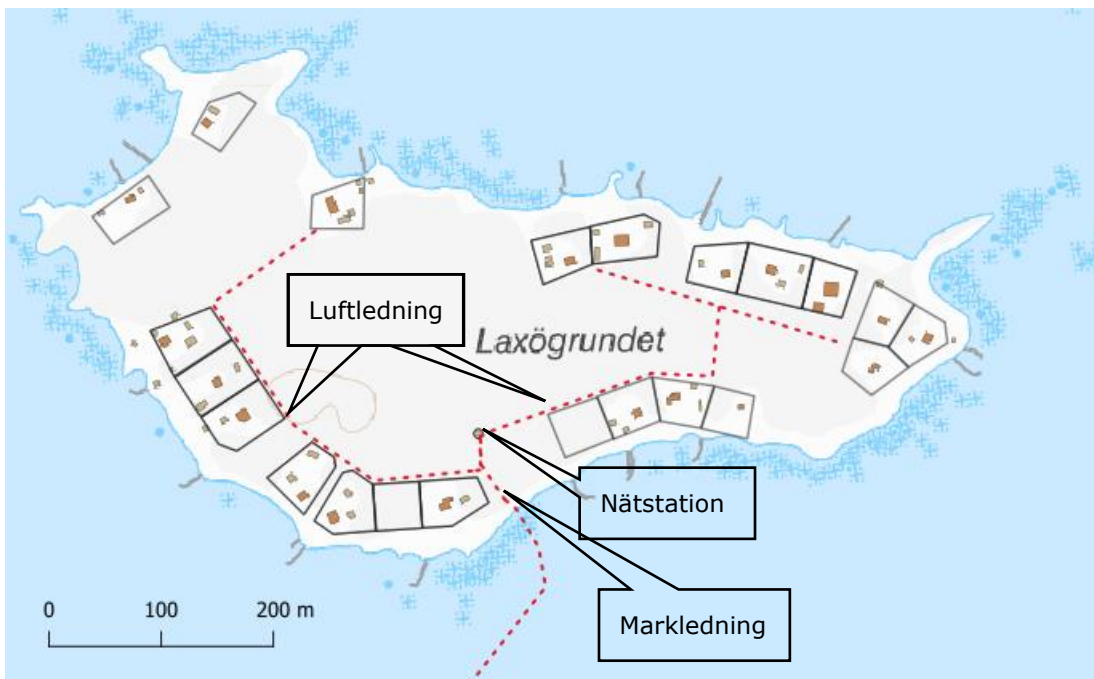 Luftledning
Laxögrundet
Nätstation
Markledning
0 100 200 m